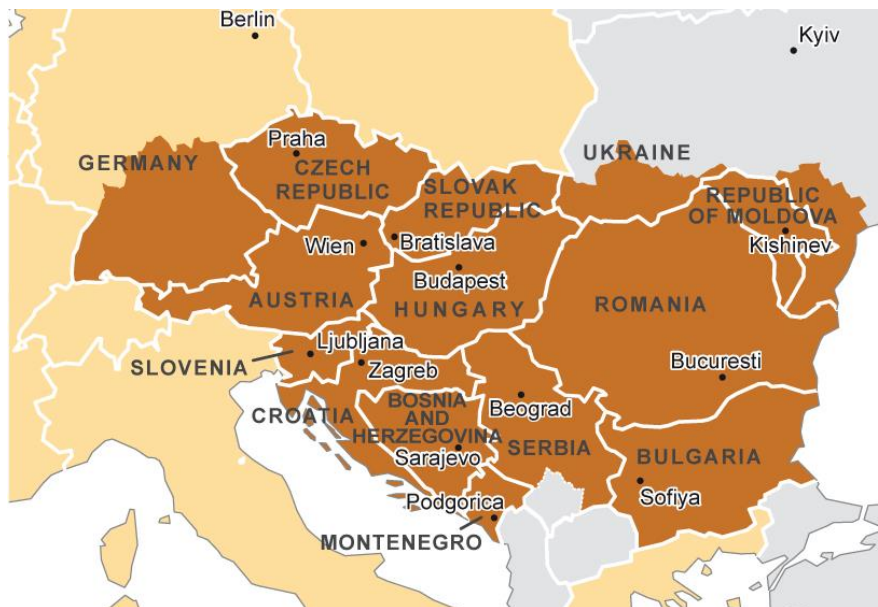 Berlin
Kyiv
Praha
GERMANY
CZECH
REPUBLIC
SLOVAK
REPUBLIC
UKRAINE
REPUBLIC
OF MOLDOVA
Kishinev
Wien
Bratislava
Budapest
AUSTRIA
HUNGARY
ROMANIA
Ljubljana
SLOVENIA
Zagreb
Bucuresti
CROATIA
BOSNIA
AND
HERZEGOVINA
Sarajevo
Beograd
SERBIA
BULGARIA
Sofiya
Podgorica
MONTENEGRO